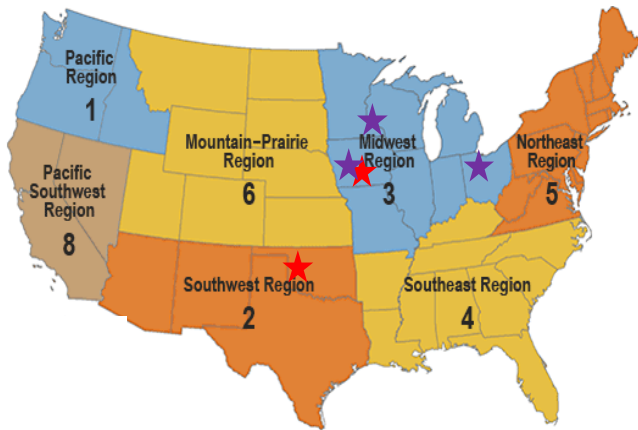 Pacific
Region
1
Mountain-Prairie
Region
6
Midwest
Region
3
Northeast
Region
5
Pacific
Southwest
Region
8
Southwest Region
2
Southeast Region
4